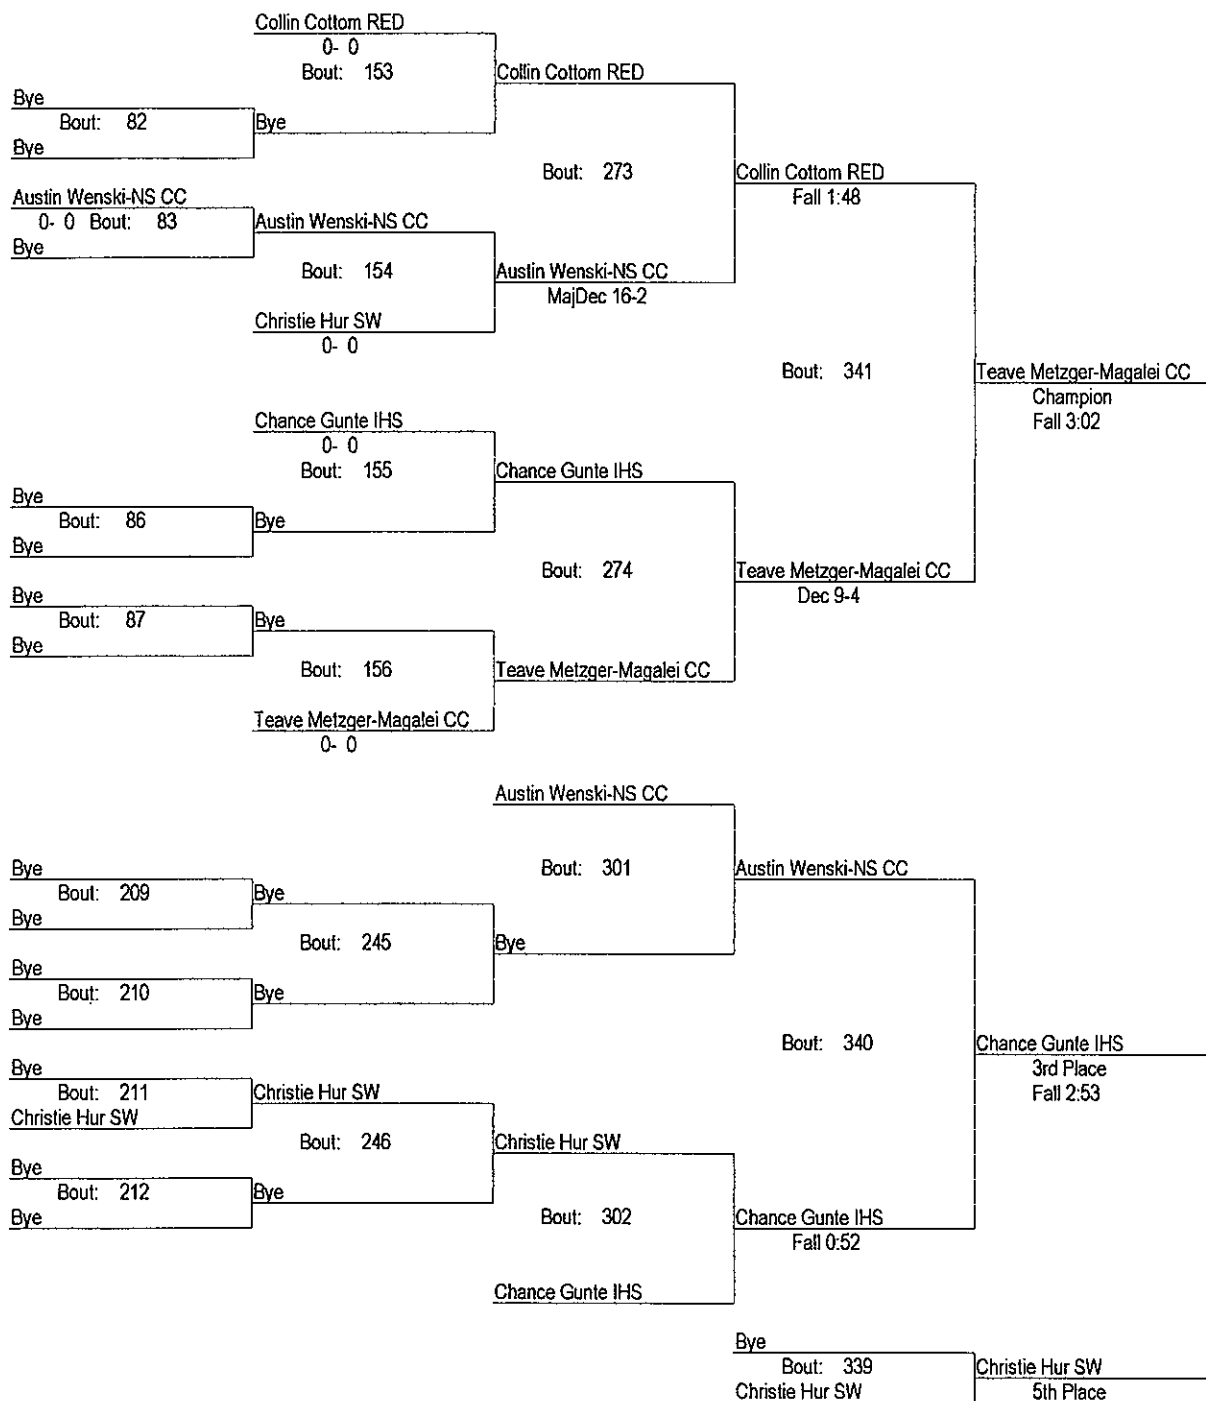 Collin Cottom RED
0- 0
Bout: 153
Collin Cottom RED
Bye
Bout: 82
Bye
Bye
Bout: 273
Collin Cottom RED
Fall 1:48
Austin Wenski-NS CC
0- 0 Bout: 83
Austin Wenski-NS CC
Bye
Bout: 154
Austin Wenski-NS CC
MajDec 16-2
Christie Hur SW
0- 0
Bout: 341
Teave Metzger-Magalei CC
Champion
Fall 3:02
Chance Gunte IHS
0- 0
Bout: 155
Chance Gunte IHS
Bye
Bout: 86
Bye
Bye
Bout: 274
Teave Metzger-Magalei CC
Dec 9-4
Bye
Bout: 87
Bye
Bye
Bout: 156
Teave Metzger-Magalei CC
Teave Metzger-Magalei CC
0- 0
Austin Wenski-NS CC
Bout: 301
Austin Wenski-NS CC
Bye
Bout: 209
Bye
Bye
Bout: 245
Bye
Bye
Bout: 210
Bye
Bye
Bout: 340
Chance Gunte IHS
3rd Place
Fall 2:53
Bye
Bout: 211
Christie Hur SW
Christie Hur SW
Bout: 246
Christie Hur SW
Bye
Bout: 212
Bye
Bye
Bout: 302
Chance Gunte IHS
Fall 0:52
Chance Gunte IHS
Bye
Bout: 339
Christie Hur SW
Christie Hur SW
5th Place